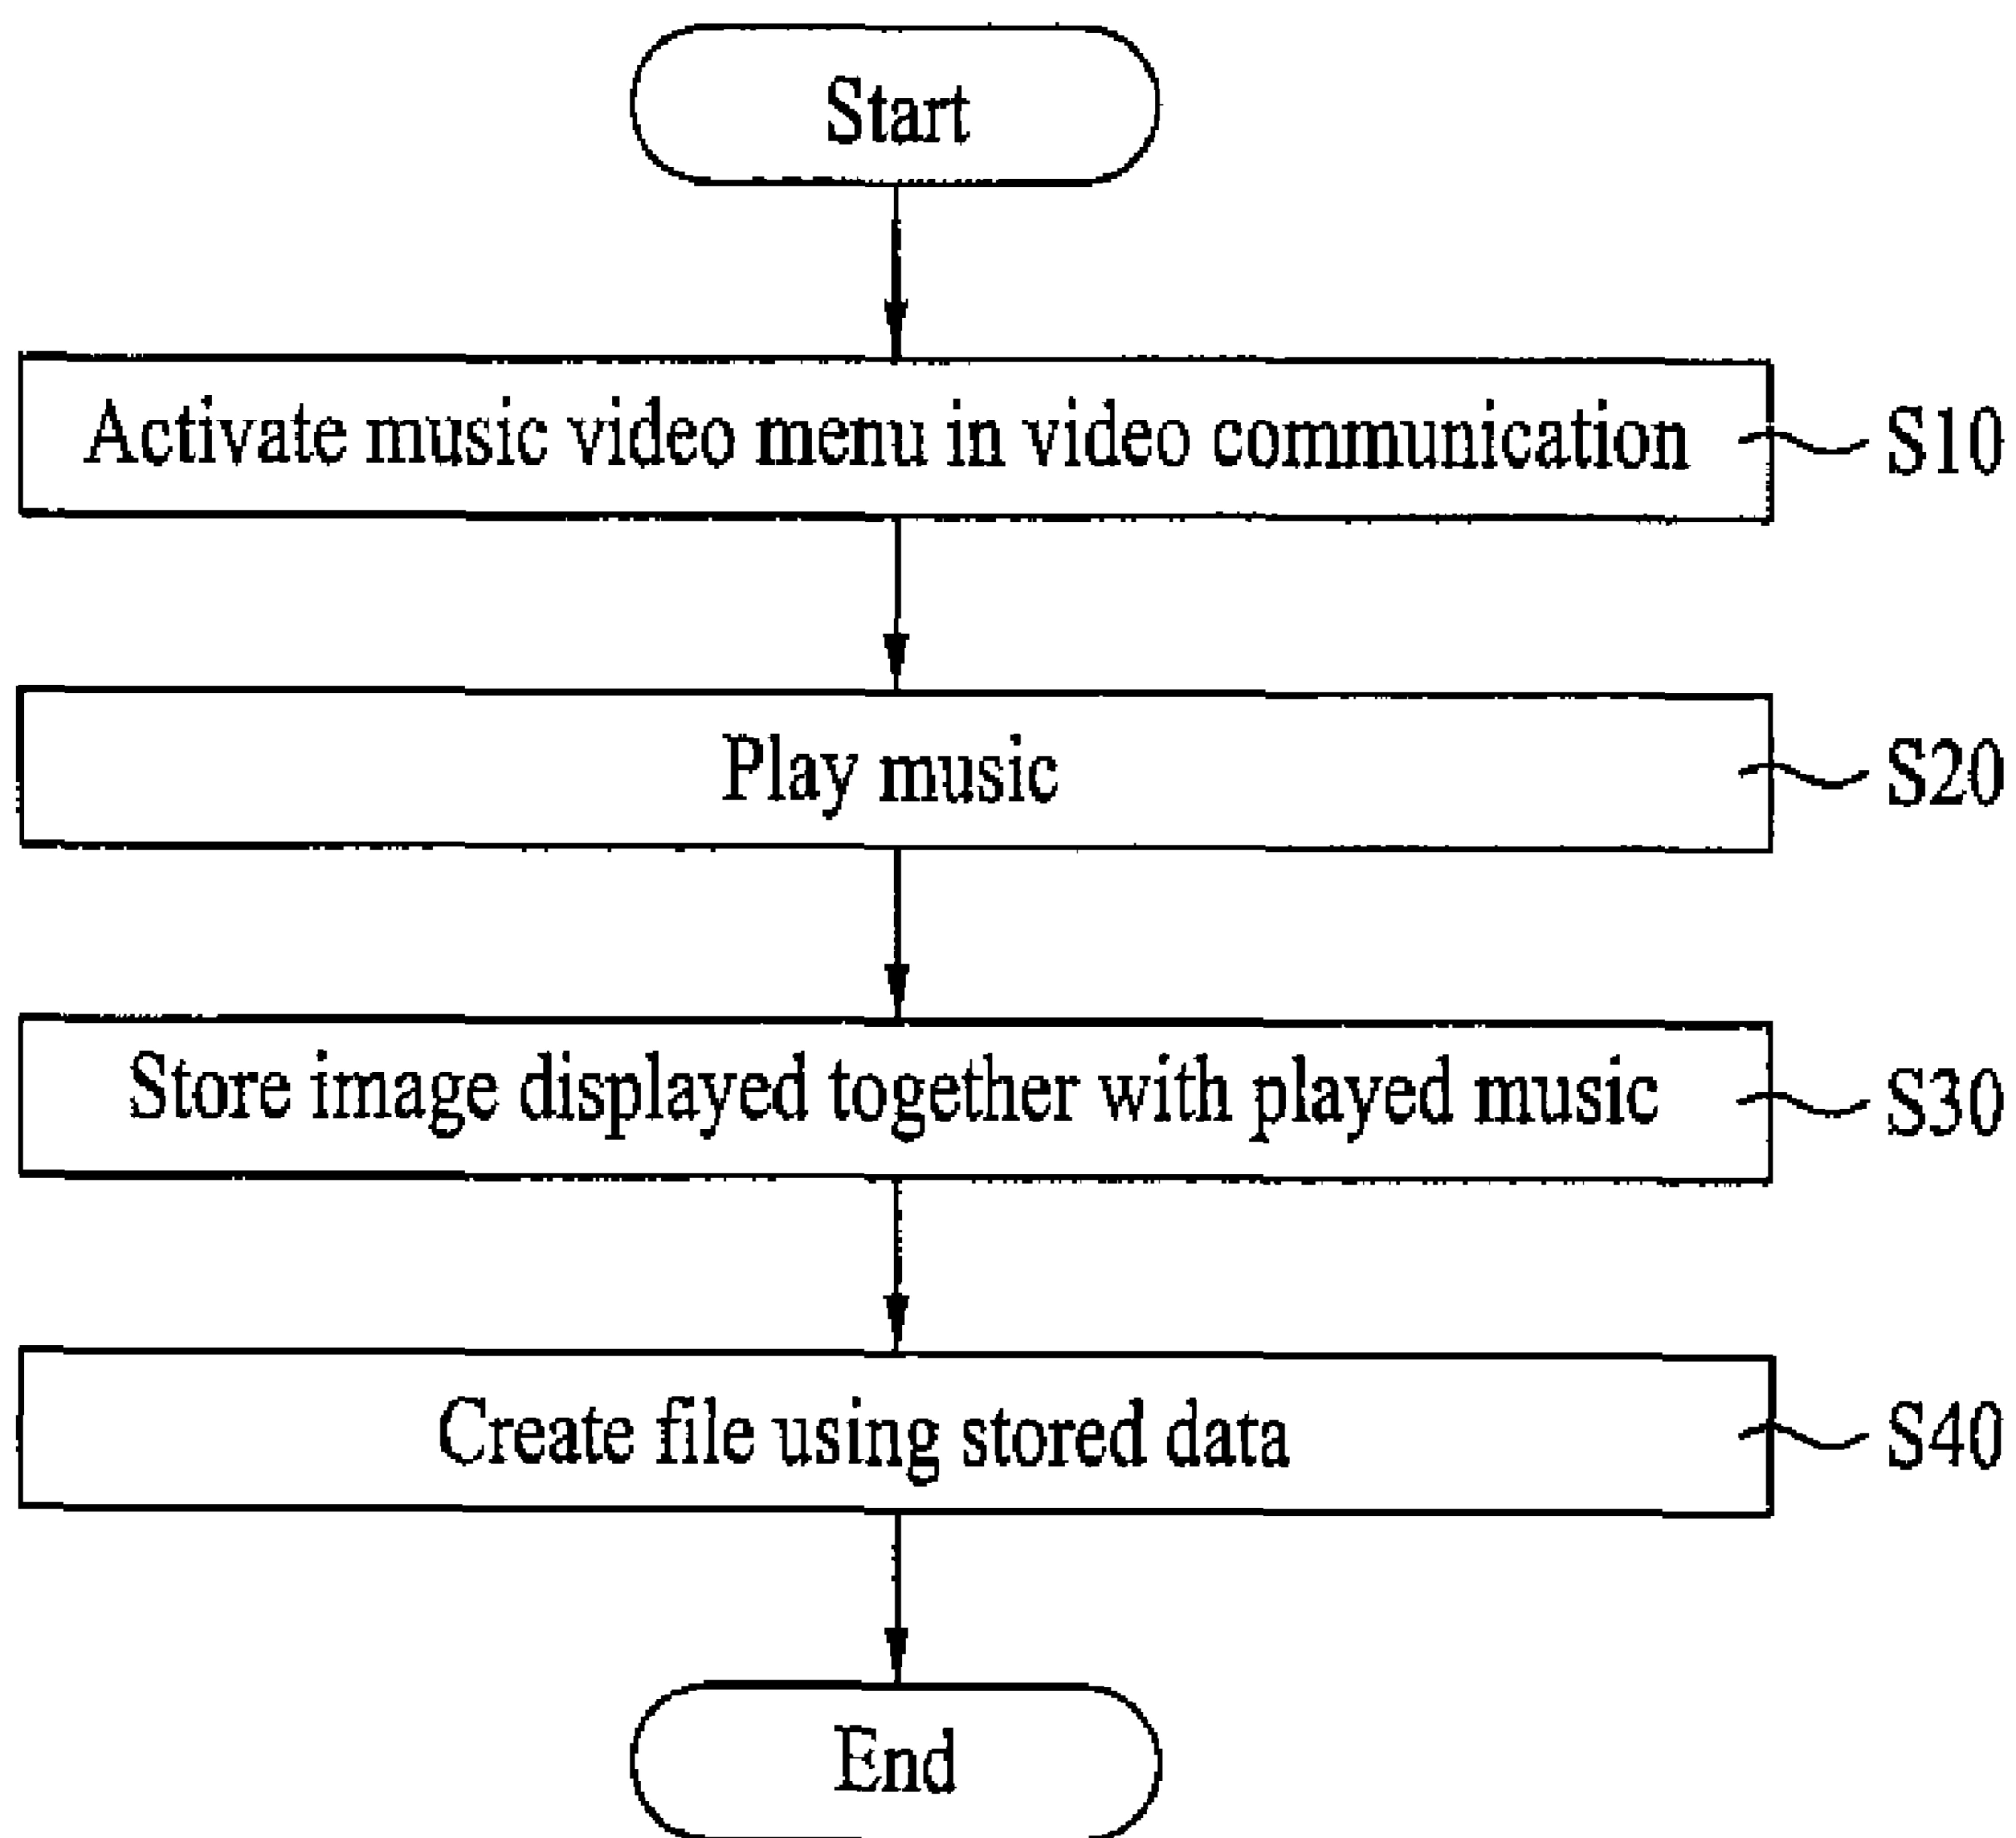 Start
Activate music video menu in video communication
S10
Play music
S20
Store image displayed together with played music
S30
Create file using stored data
S40
End